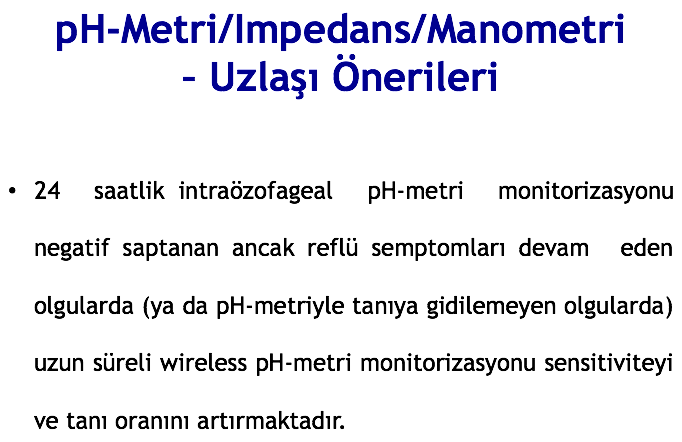 pH-Metri/Impedans/Manometri
– Uzlaşı Önerileri
• 24 saatlik intraözofageal pH-metri monitorizasyonu
negatif saptanan ancak reflü semptomları devam eden
olgularda (ya da pH-metriyle tanıya gidilemeyen olgularda)
uzun süreli wireless pH-metri monitorizasyonu sensitiviteyi
ve tanı oranını artırmaktadır.